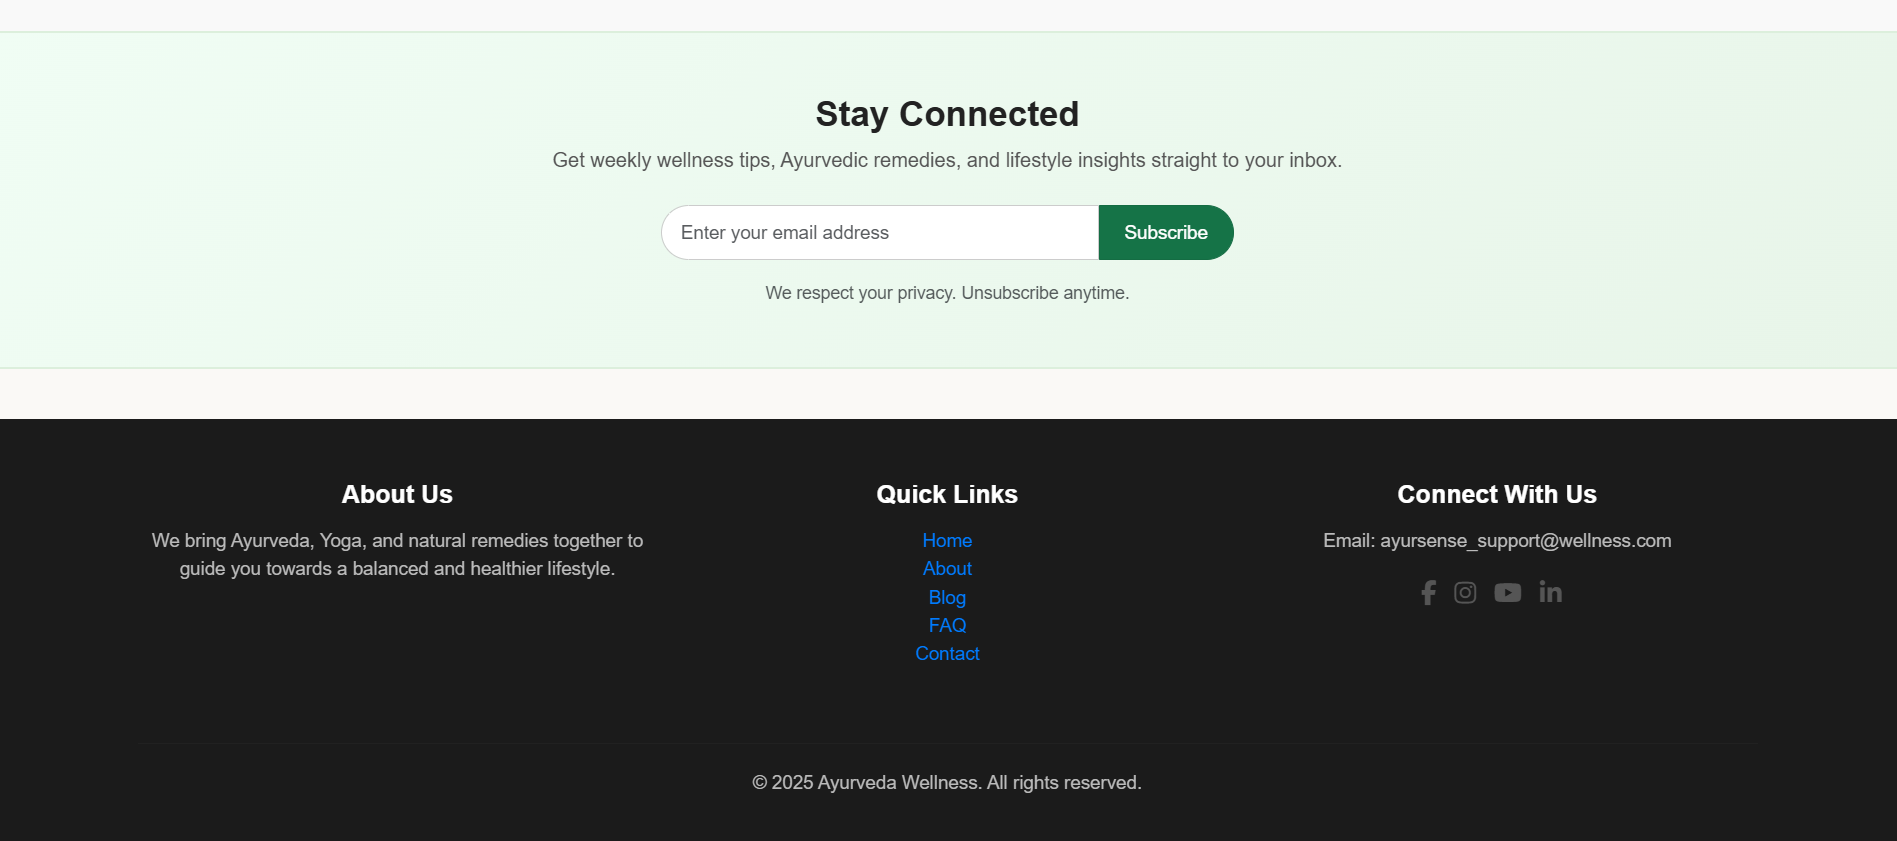 Stay Connected
Get weekly wellness tips, Ayurvedic remedies, and lifestyle insights straight to your inbox.
Enter your email address
Subscribe
We respect your privacy. Unsubscribe anytime.
About Us
We bring Ayurveda, Yoga, and natural remedies together to
guide you towards a balanced and healthier lifestyle.
Quick Links
Home
About
Blog
FAQ
Contact
Connect With Us
Email: ayursense_support@wellness.com
© 2025 Ayurveda Wellness. All rights reserved.